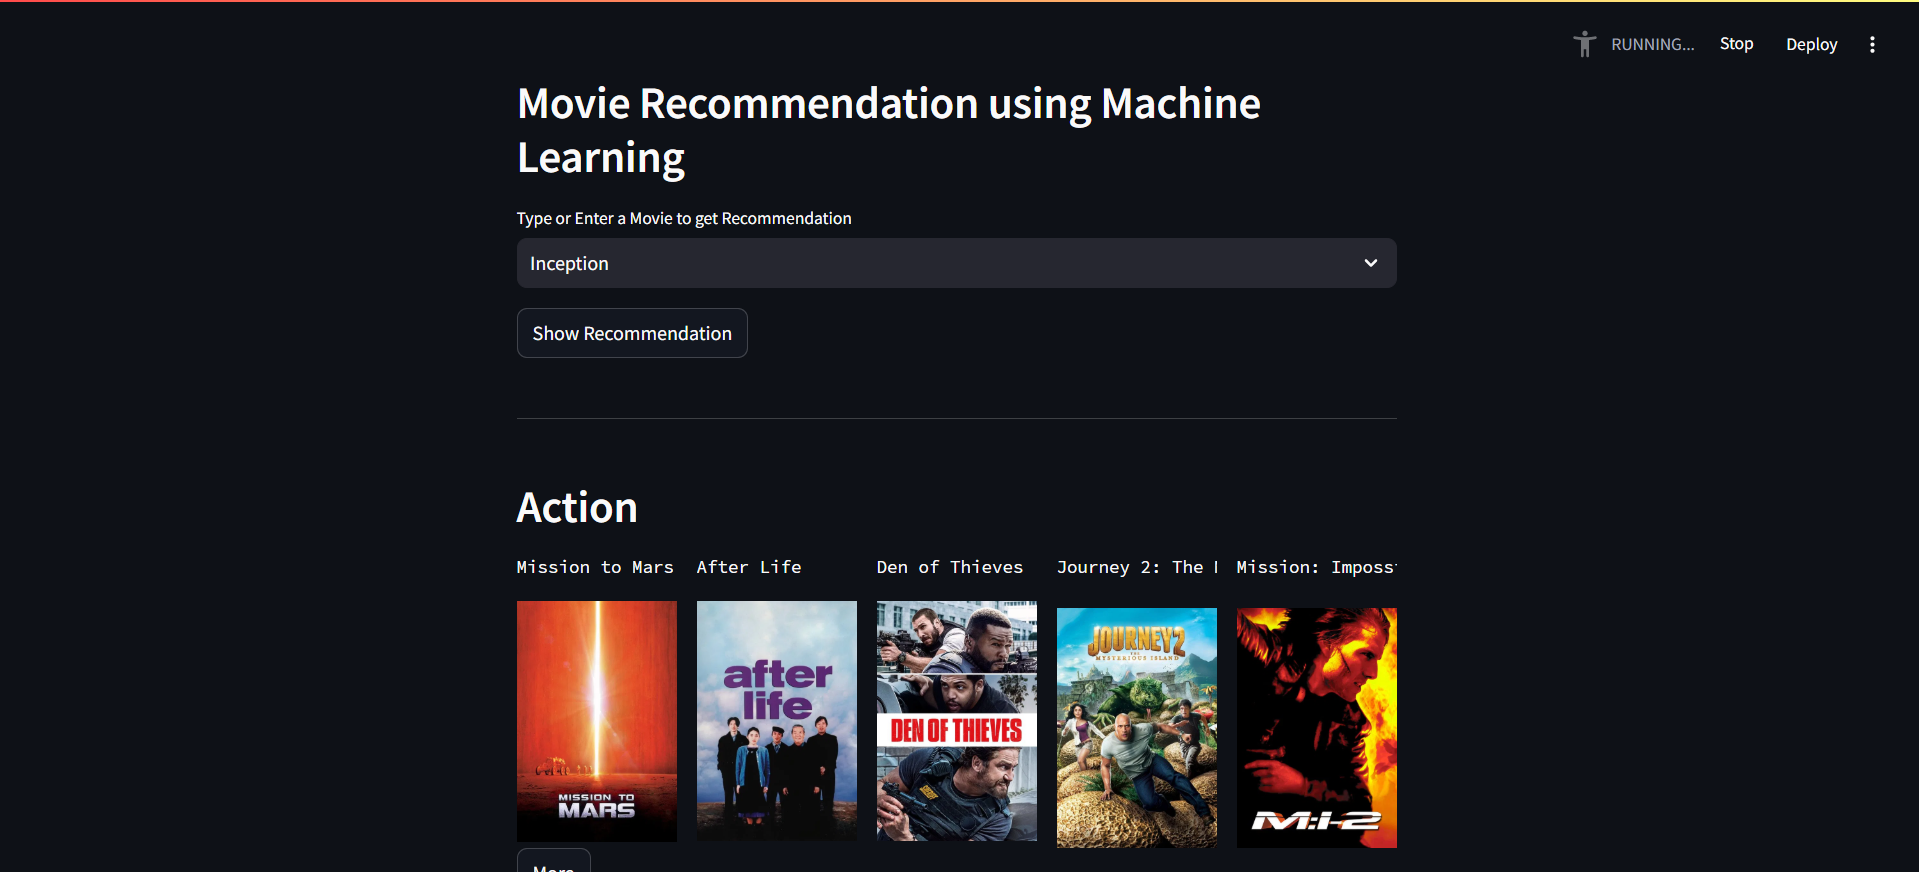 RUNNING...
Stop
Deploy
Movie Recommendation using Machine
Learning
Type or Enter a Movie to get Recommendation
Inception
Show Recommendation
Action
Mission to Mars
After Life
Den of Thieves
Journey 2: The
Mission: Imposs
MISSION TO
MARS
after
life
DEN OF THIEVES
JOURNEY 2
THE
MYSTERIOUS ISLAND
M:I-2
More